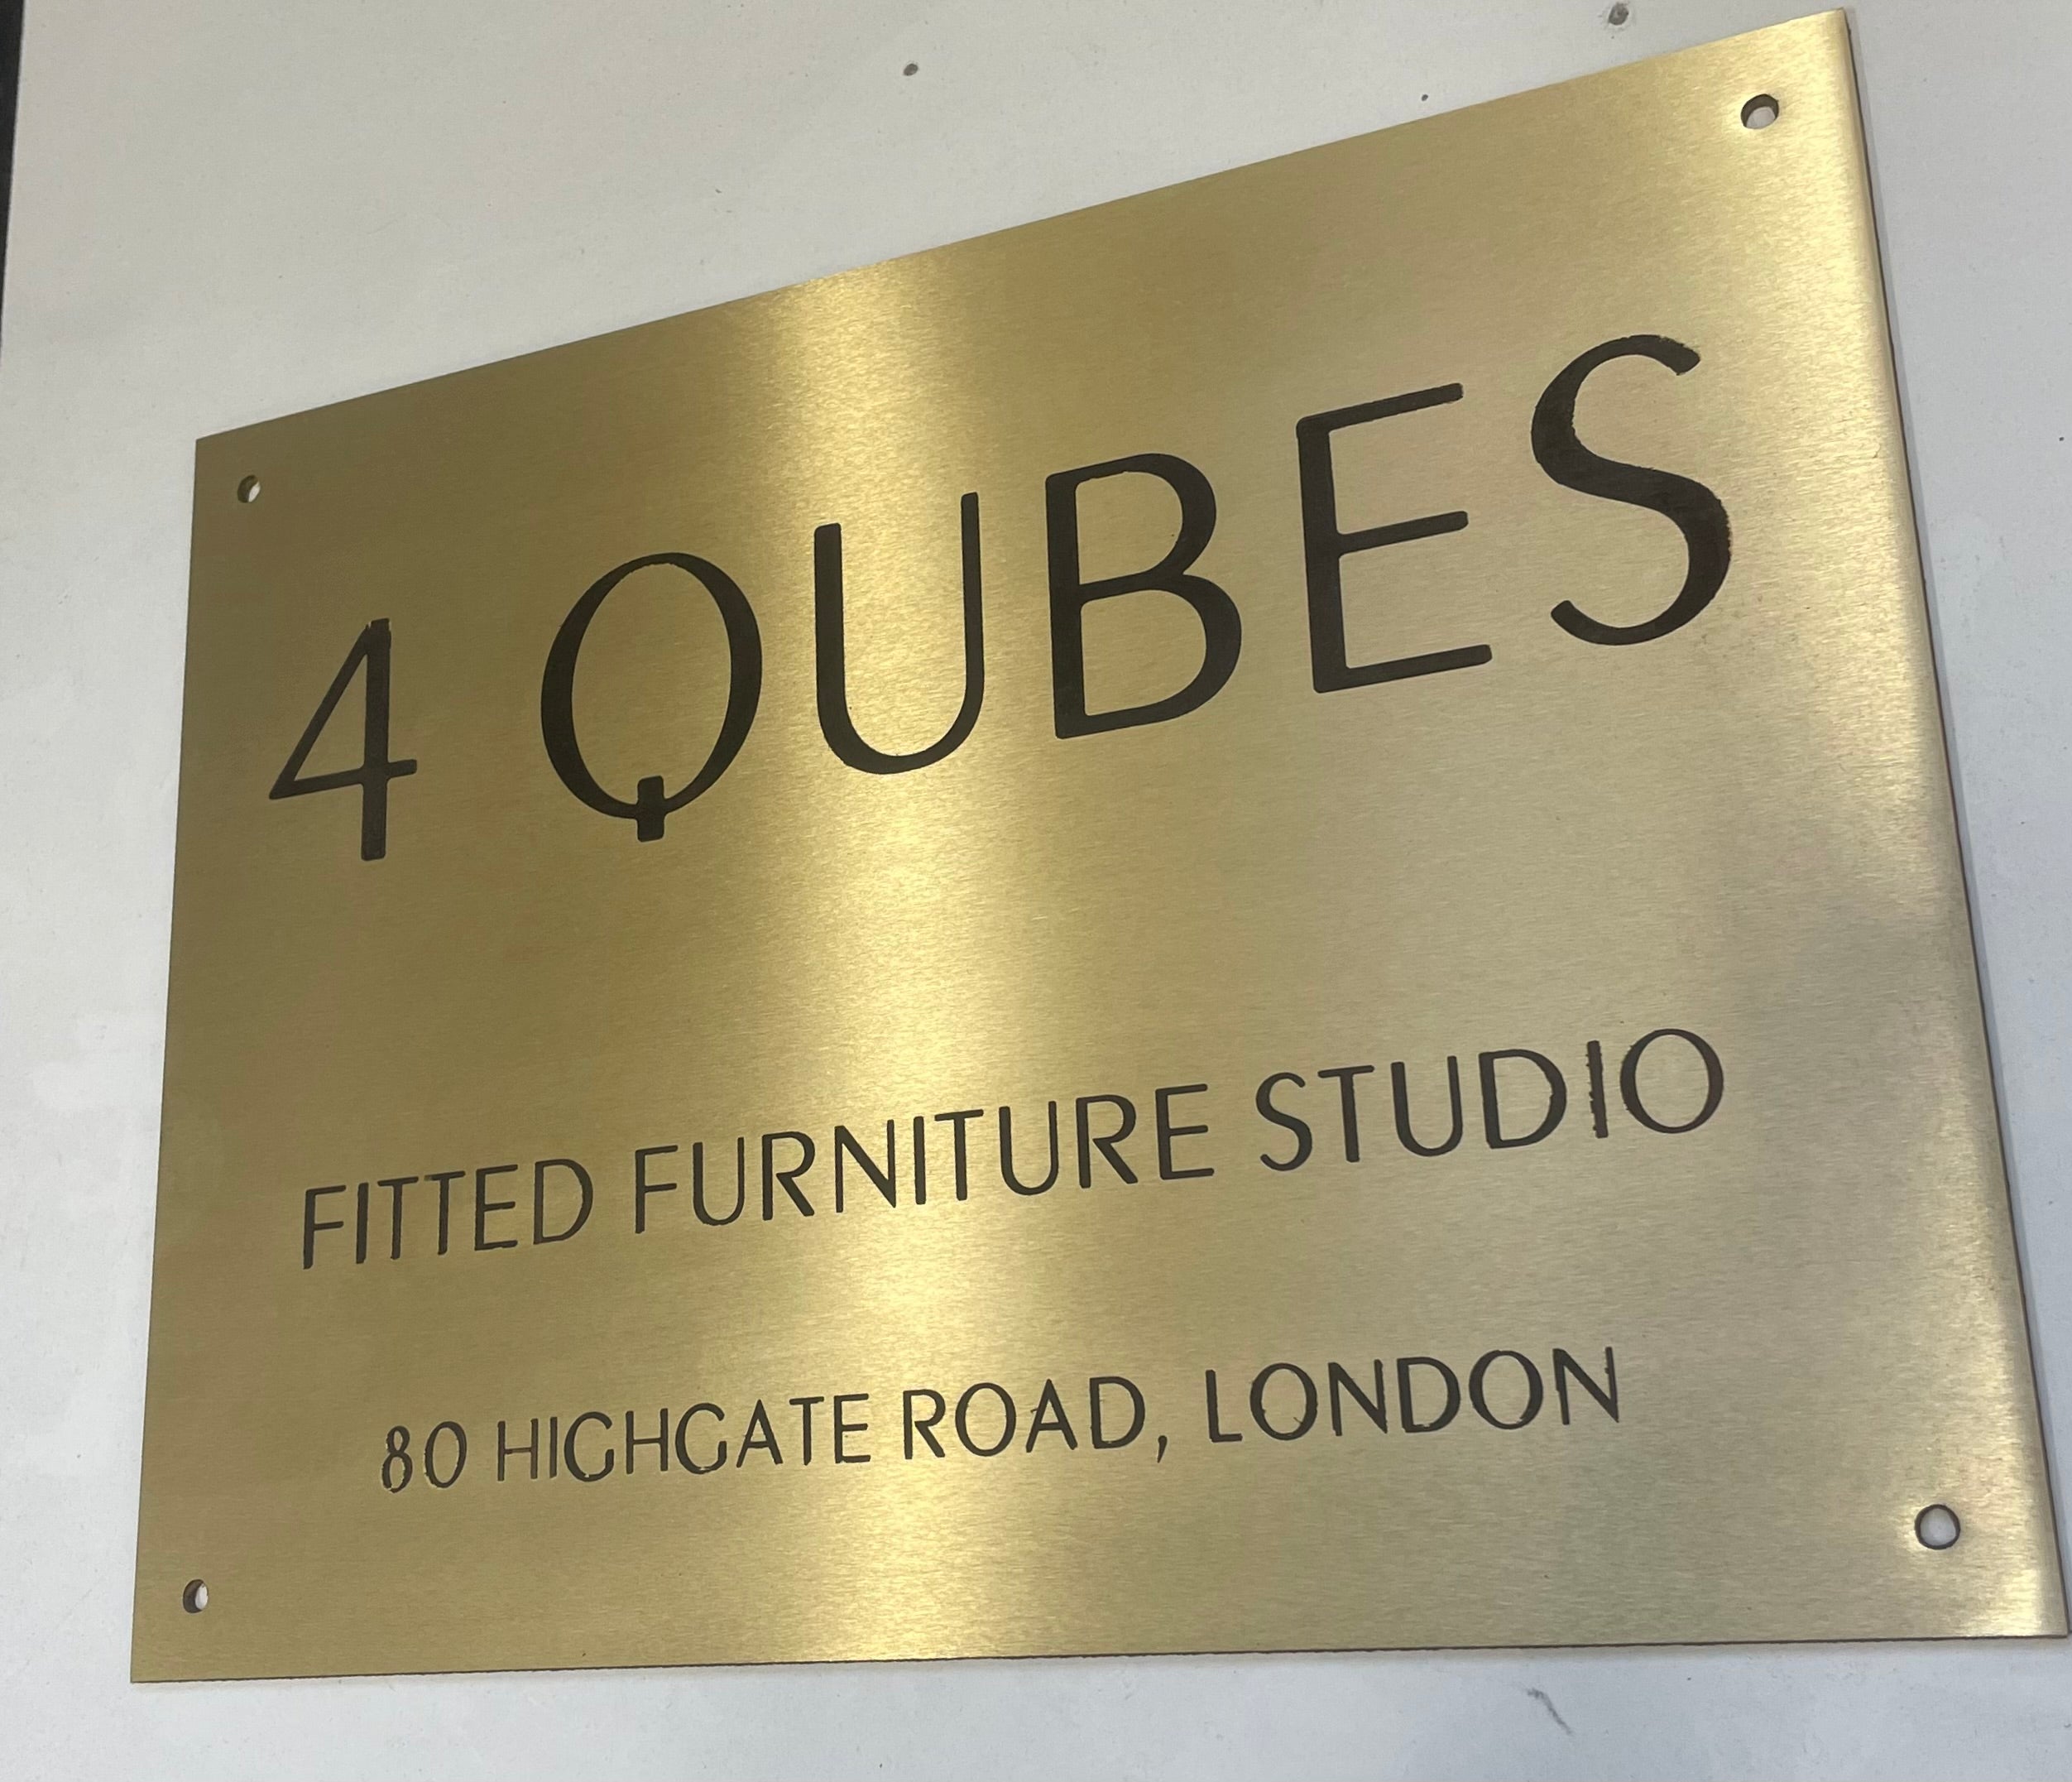 4 QUBES
FITTED FURNITURE STUDIO
80 HIGHGATE ROAD, LONDON